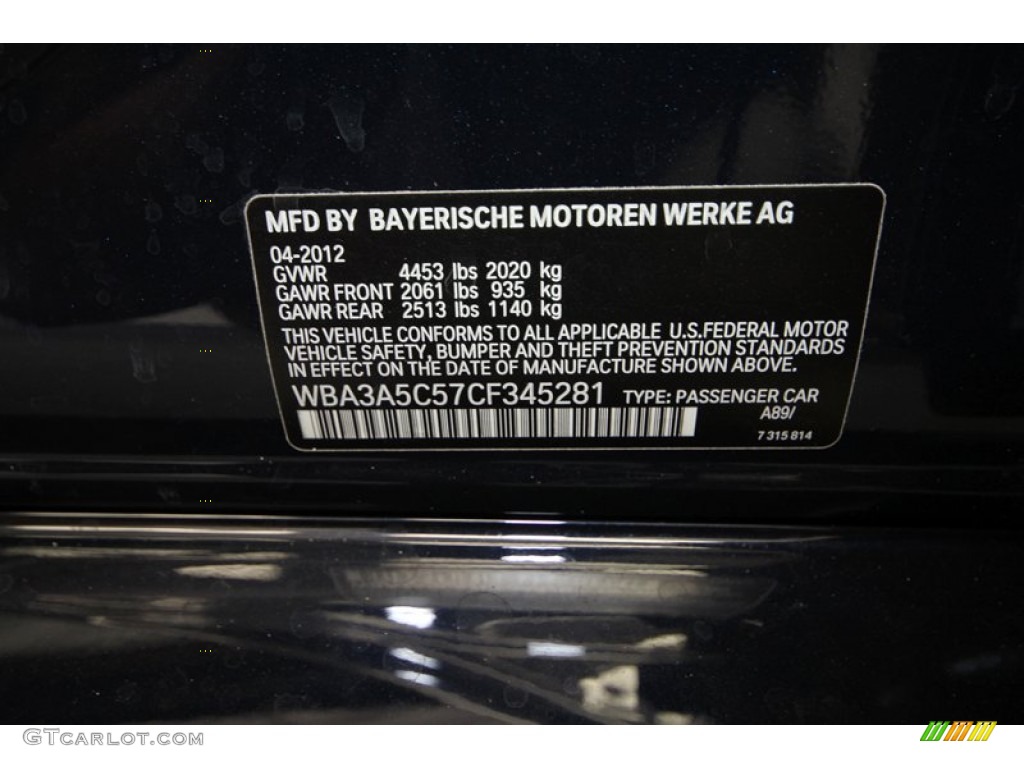 MFD BY BAYERISCHE MOTOREN WERKE AG
04-2012
GVWR 4453 lbs 2020 kg
GAWR FRONT 2061 lbs 935 kg
GAWR REAR 2513 lbs 1140 kg
THIS VEHICLE CONFORMS TO ALL APPLICABLE U.S.FEDERAL MOTOR
VEHICLE SAFETY, BUMPER AND THEFT PREVENTION STANDARDS
IN EFFECT ON THE DATE OF MANUFACTURE SHOWN ABOVE.
WBA3A5C57CF345281 TYPE: PASSENGER CAR
A89/
7 315 814
GTCARLOT.COM